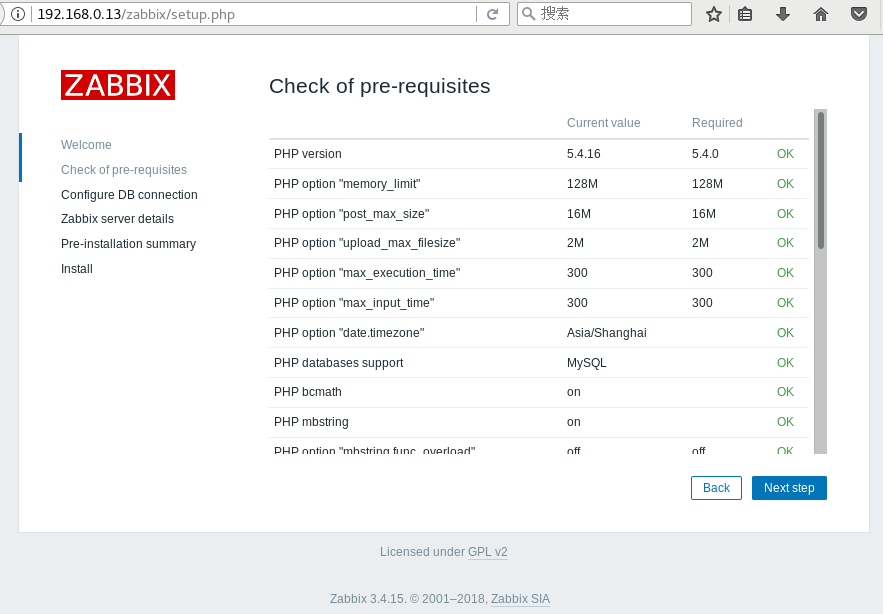 192.168.0.13/zabbix/setup.php 搜索
ZABBIX
Welcome
Check of pre-requisites
Configure DB connection
Zabbix server details
Pre-installation summary
Install
Check of pre-requisites
Current value Required
PHP version 5.4.16 5.4.0 OK
PHP option "memory_limit" 128M 128M OK
PHP option "post_max_size" 16M 16M OK
PHP option "upload_max_filesize" 2M 2M OK
PHP option "max_execution_time" 300 300 OK
PHP option "max_input_time" 300 300 OK
PHP option "date.timezone" Asia/Shanghai OK
PHP databases support MySQL OK
PHP bcmath on OK
PHP mbstring on OK
PHP option "mbstring.func_overload" off off OK
Back Next step
Licensed under GPL v2
Zabbix 3.4.15. © 2001–2018, Zabbix SIA